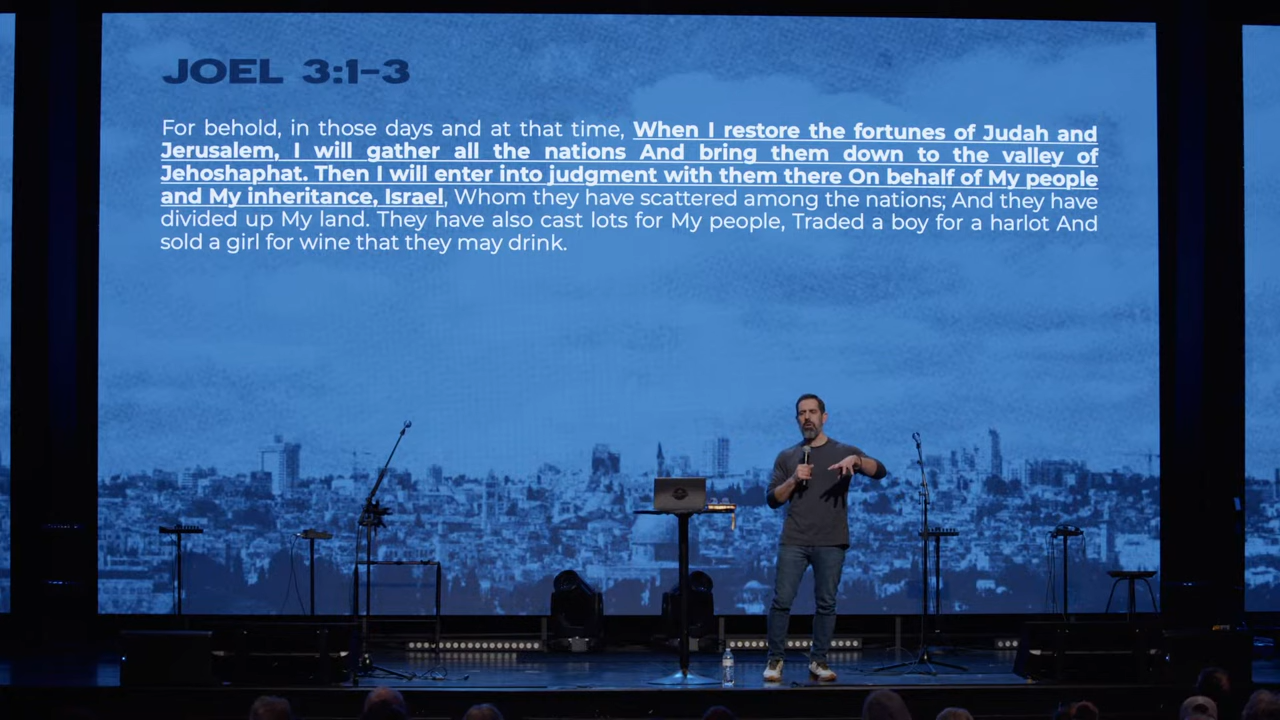 JOEL 3:1-3
For behold, in those days and at that time, When I restore the fortunes of Judah and
Jerusalem, I will gather all the nations And bring them down to the valley of
Jehoshaphat. Then I will enter into judgment with them there On behalf of My people
and My inheritance, Israel, Whom they have scattered among the nations; And they have
divided up My land. They have also cast lots for My people, Traded a boy for a harlot And
sold a girl for wine that they may drink.